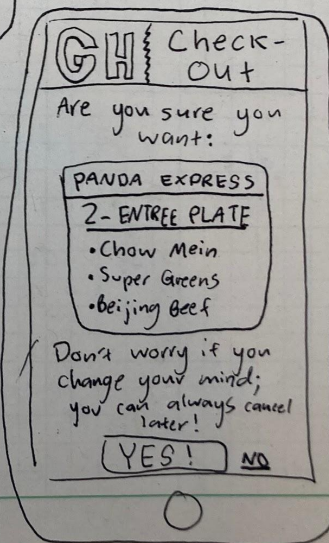 GH Check-
Out
Are you sure you
want:
PANDA EXPRESS
2-ENTREE PLATE
•Chow Mein
•Super Greens
•Beijing Beef
Don't worry if you
change your mind;
you can always cancel
later!
YES! NO